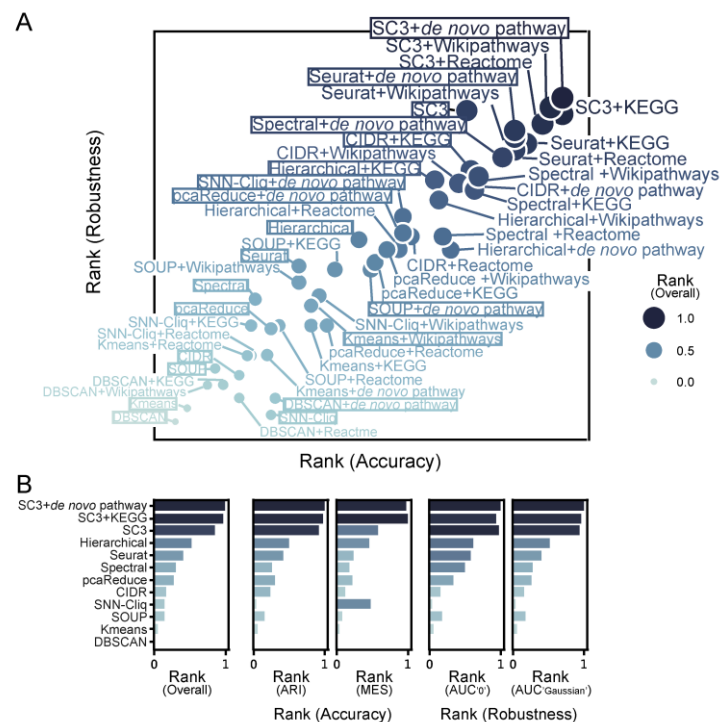 A
SC3+de novo pathway
SC3+Wikipathways
SC3+Reactome
Seurat+de novo pathway
Seurat+Wikipathways
SC3
SC3+KEGG
Spectral+de novo pathway
CIDR+KEGG
Seurat+KEGG
CIDR+Wikipathways
Seurat+Reactome
Hierarchical+KEGG
Spectral +Wikipathways
SNN-Cliq+de novo pathway
CIDR+de novo pathway
pcaReduce+de novo pathway
Spectral+KEGG
Hierarchical+Reactome
Hierarchical+Wikipathways
Hierarchical
Spectral +Reactome
SOUP+KEGG
Hierarchical+de novo pathway
Seurat
CIDR+Reactome
SOUP+Wikipathways
pcaReduce +Wikipathways
Spectral
pcaReduce+KEGG
pcaReduce
SOUP+de novo pathway
SNN-Cliq+KEGG
SNN-Cliq+Wikipathways
SNN-Cliq+Reactome
Kmeans+Wikipathways
Kmeans+Reactome
pcaReduce+Reactome
CIDR
Kmeans+KEGG
SOUP
SOUP+Reactome
DBSCAN+KEGG
Kmeans+de novo pathway
DBSCAN+Wikipathways
DBSCAN+de novo pathway
Kmeans
SNN-Cliq
DBSCAN
DBSCAN+Reactme
Rank (Robustness)
Rank (Accuracy)
Rank
(Overall)
1.0
0.5
0.0
B
SC3+de novo pathway
SC3+KEGG
SC3
Hierarchical
Seurat
Spectral
pcaReduce
CIDR
SNN-Cliq
SOUP
Kmeans
DBSCAN
0 1 0 1 0 1 0 1 0 1
Rank Rank Rank Rank Rank
(Overall) (ARI) (MES) (AUC'0') (AUC'Gaussian')
Rank (Accuracy) Rank (Robustness)